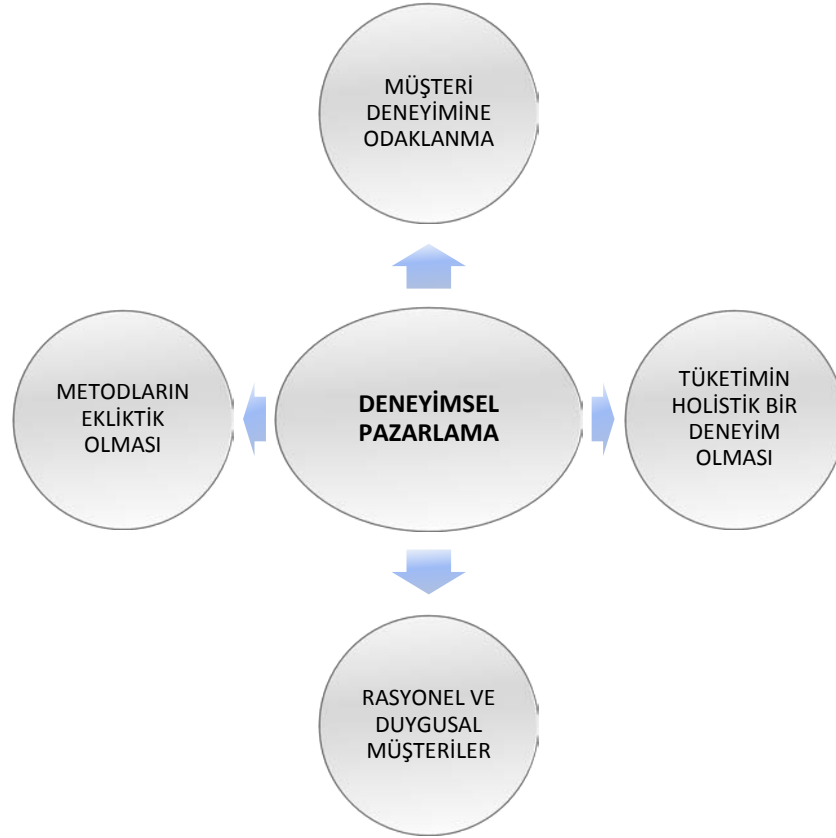 MÜŞTERİ
DENEYİMİNE
ODAKLANMA
METODLARIN
EKLİKTİK
OLMASI
DENEYİMSEL
PAZARLAMA
TÜKETİMİN
HOLİSTİK BİR
DENEYİM
OLMASI
RASYONEL VE
DUYGUSAL
MÜŞTERİLER